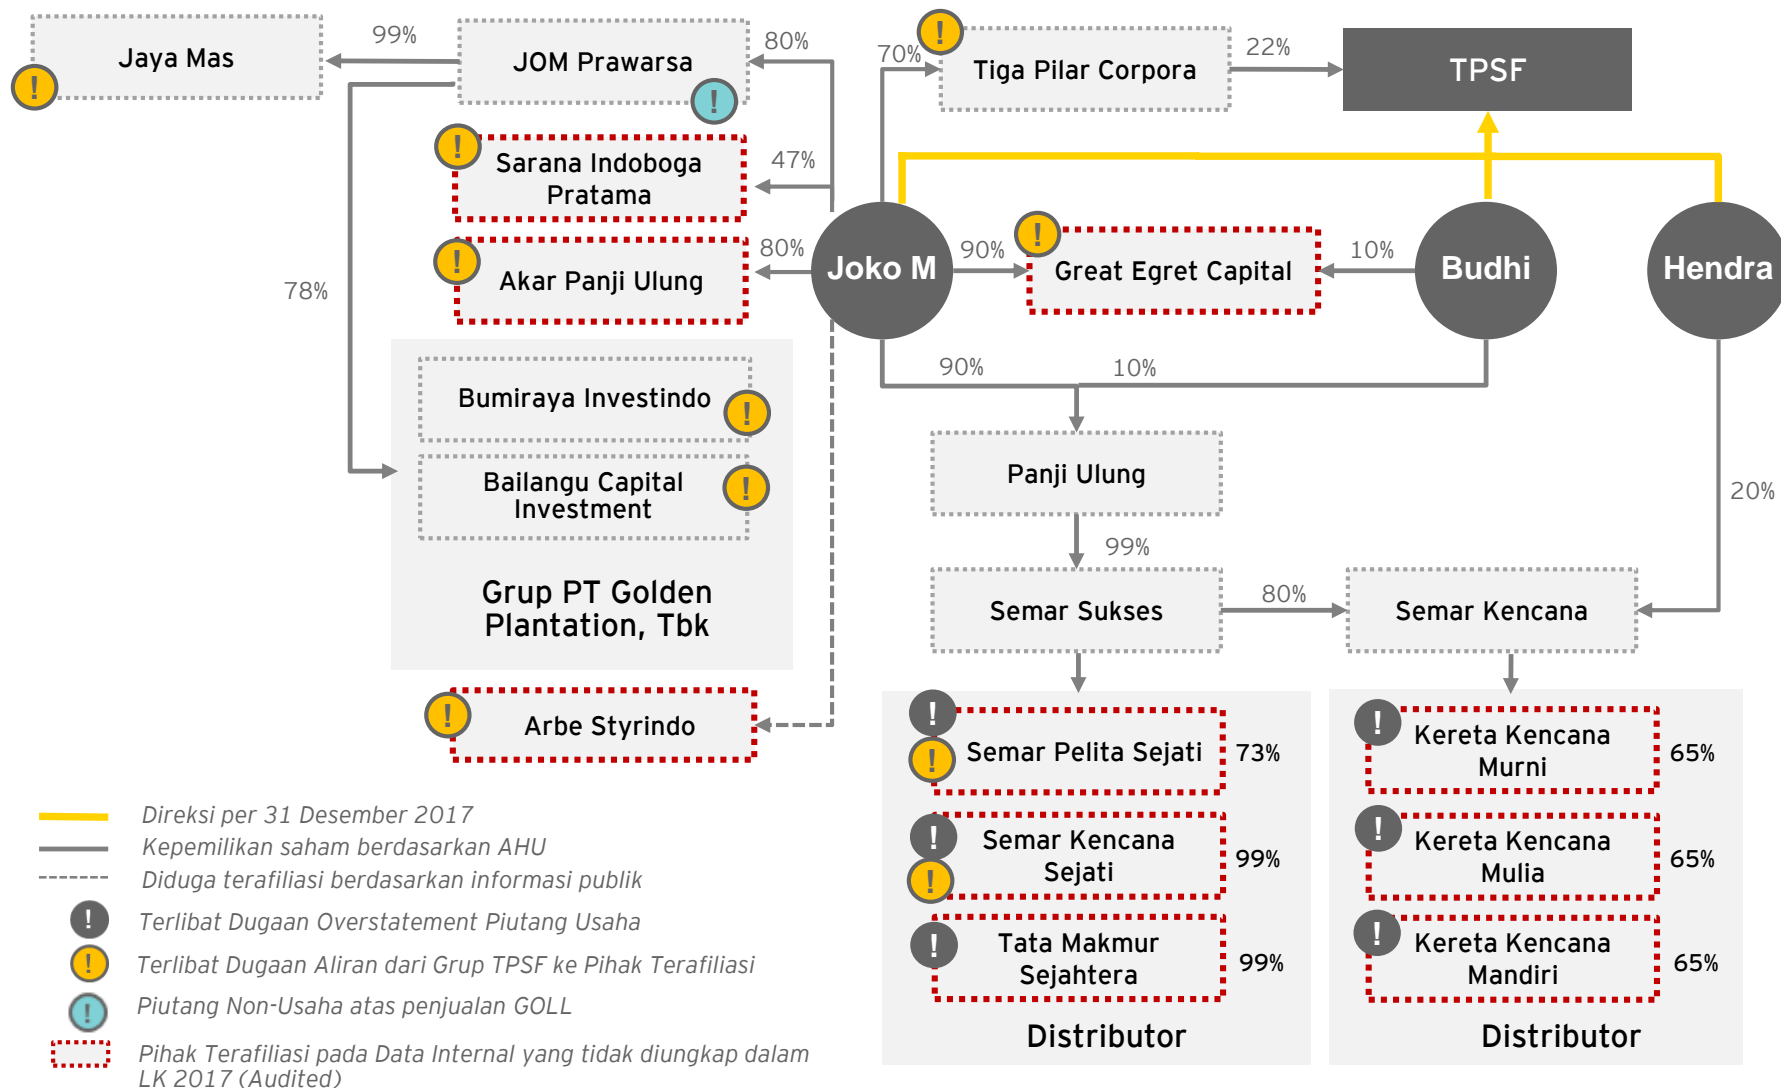 Jaya Mas
!
99%
JOM Prawarsa
!
80%
70%
!
Tiga Pilar Corpora
22%
TPSF
!
Sarana Indoboga
Pratama
47%
!
Akar Panji Ulung
80%
Joko M
90%
!
Great Egret Capital
10%
Budhi
Hendra
78%
Bumiraya Investindo
!
Bailangu Capital
Investment
!
Grup PT Golden
Plantation, Tbk
90%
10%
Panji Ulung
99%
20%
Semar Sukses
80%
Semar Kencana
!
Arbe Styrindo
!
!
Semar Pelita Sejati
73%
!
!
Semar Kencana
Sejati
99%
!
Tata Makmur
Sejahtera
99%
Distributor
!
Kereta Kencana
Murni
65%
!
Kereta Kencana
Mulia
65%
!
Kereta Kencana
Mandiri
65%
Distributor
Direksi per 31 Desember 2017
Kepemilikan saham berdasarkan AHU
Diduga terafiliasi berdasarkan informasi publik
! Terlibat Dugaan Overstatement Piutang Usaha
! Terlibat Dugaan Aliran dari Grup TPSF ke Pihak Terafiliasi
! Piutang Non-Usaha atas penjualan GOLL
Pihak Terafiliasi pada Data Internal yang tidak diungkap dalam
LK 2017 (Audited)